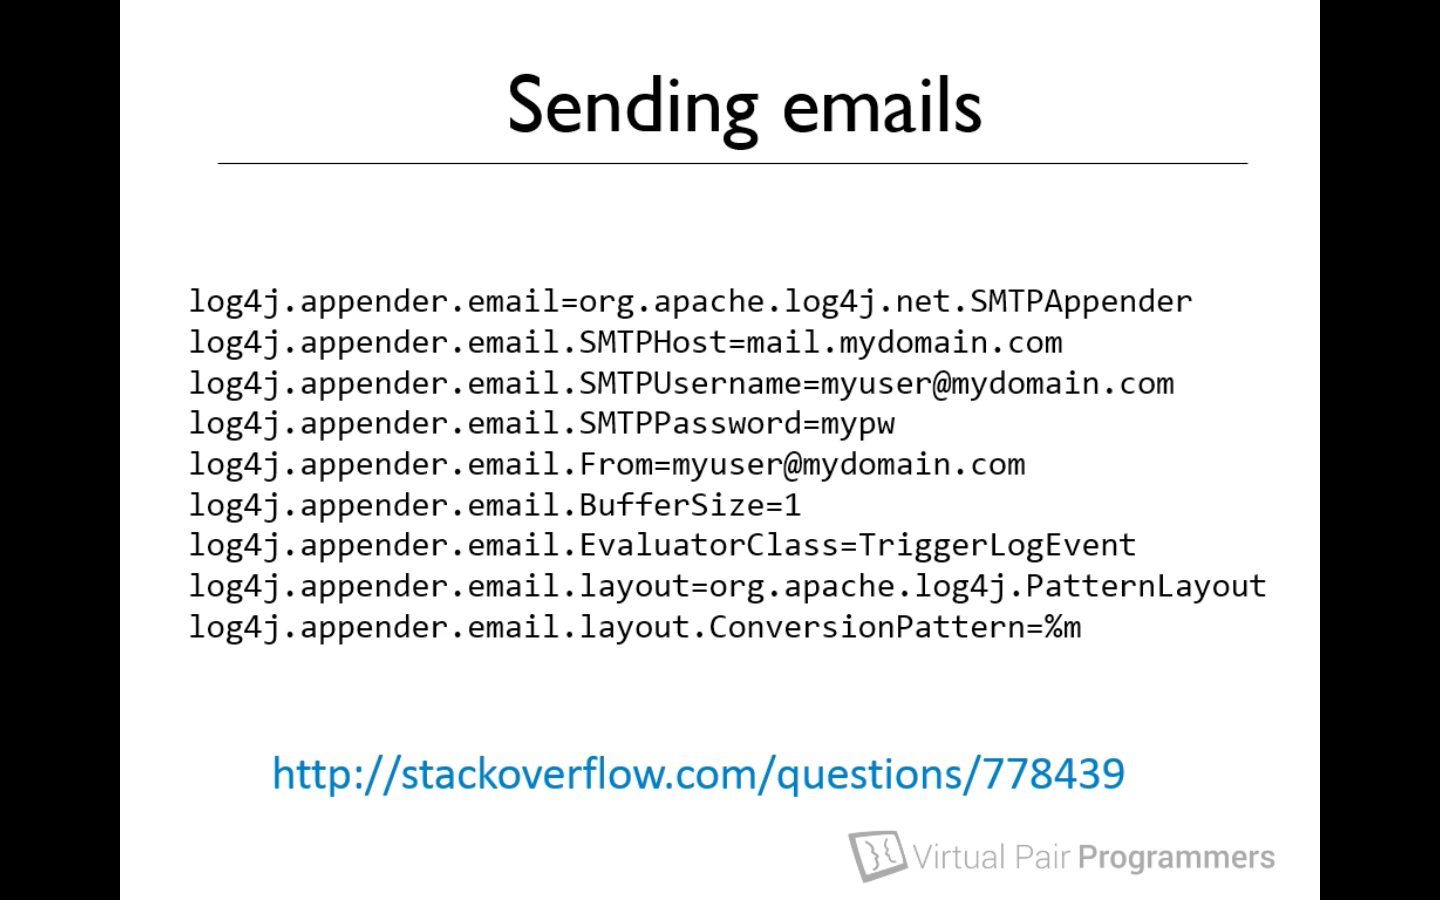 Sending emails
log4j.appender.email=org.apache.log4j.net.SMTPAppender
log4j.appender.email.SMTPHost=mail.mydomain.com
log4j.appender.email.SMTPUsername=myuser@mydomain.com
log4j.appender.email.SMTPPassword=mypw
log4j.appender.email.From=myuser@mydomain.com
log4j.appender.email.BufferSize=1
log4j.appender.email.EvaluatorClass=TriggerLogEvent
log4j.appender.email.layout=org.apache.log4j.PatternLayout
log4j.appender.email.layout.ConversionPattern=%m
http://stackoverflow.com/questions/778439
Virtual Pair Programmers